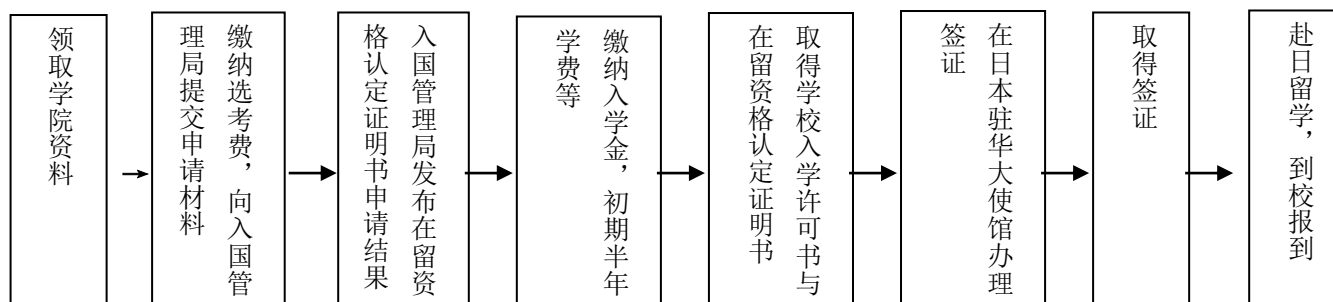 领取学院资料
缴纳选考费，向入国管
理局提交申请材料
入国管理局发布在留资
格认定证明书申请结果
缴纳入学金，初期半年
学费等
取得学校入学许可书与
在留资格认定证明书
在日本驻华大使馆办理
签证
取得签证
赴日留学，到校报到